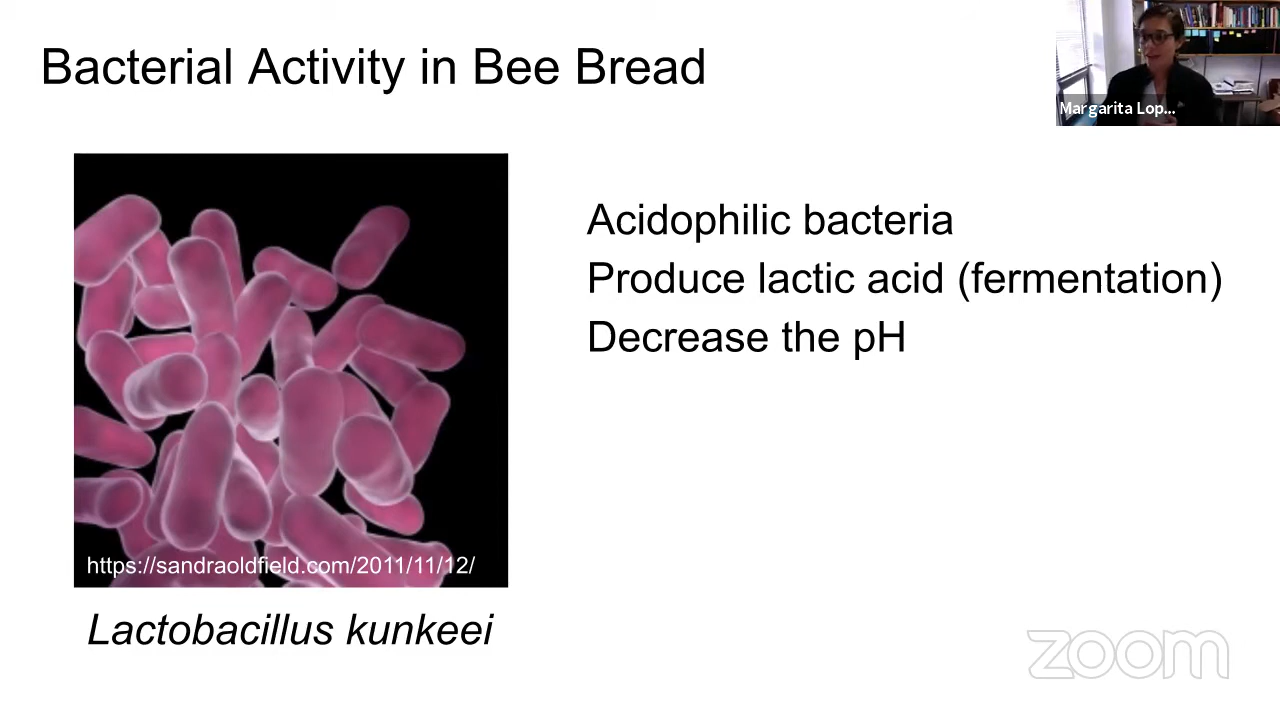 Bacterial Activity in Bee Bread
Margarita Lop...
Acidophilic bacteria
Produce lactic acid (fermentation)
Decrease the pH
https://sandraoldfield.com/2011/11/12/
Lactobacillus kunkeei
zoom